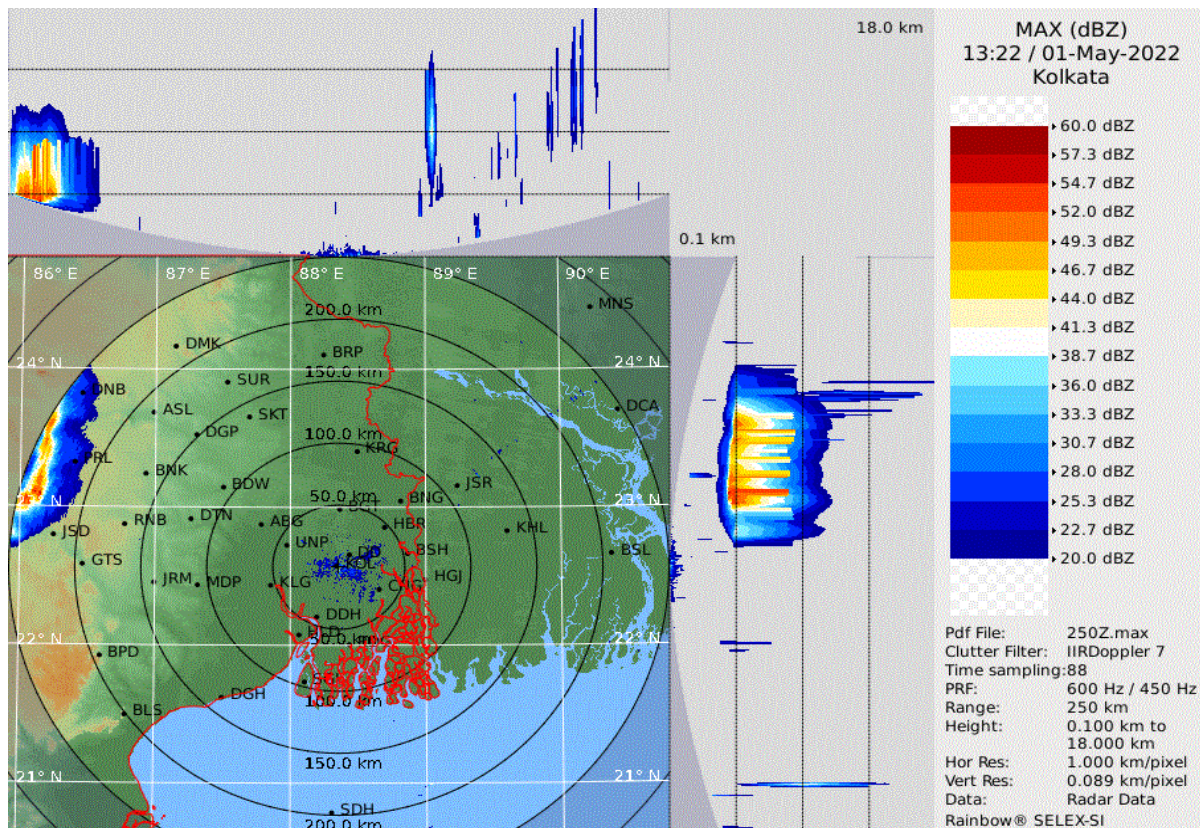 18.0 km
0.1 km
MAX (dBZ)
13:22 / 01-May-2022
Kolkata
60.0 dBZ
57.3 dBZ
54.7 dBZ
52.0 dBZ
49.3 dBZ
46.7 dBZ
44.0 dBZ
41.3 dBZ
38.7 dBZ
36.0 dBZ
33.3 dBZ
30.7 dBZ
28.0 dBZ
25.3 dBZ
22.7 dBZ
20.0 dBZ
Pdf File: 250Z.max
Clutter Filter: IIRDoppler 7
Time sampling:88
PRF: 600 Hz / 450 Hz
Range: 250 km
Height: 0.100 km to
18.000 km
Hor Res: 1.000 km/pixel
Vert Res: 0.089 km/pixel
Data: Radar Data
Rainbow® SELEX-SI
86° E
87° E
88° E
89° E
90° E
MNS
200.0 km
DMK
BRP
24° N
24° N
150.0 km
SUR
DNB
ASL
SKT
DCA
DGP
100.0 km
KRG
PRL
BNK
BDW
JSR
50.0 km
BNG
23° N
23° N
DTN
RNB
ABG
HBR
KHL
JSD
UNP
BSH
BSL
GTS
KOL
HGJ
JRM
MDP
KLG
DDH
22° N
22° N
50.0 km
BPD
DGH
100.0 km
BLS
150.0 km
21° N
21° N
SDH
200.0 km